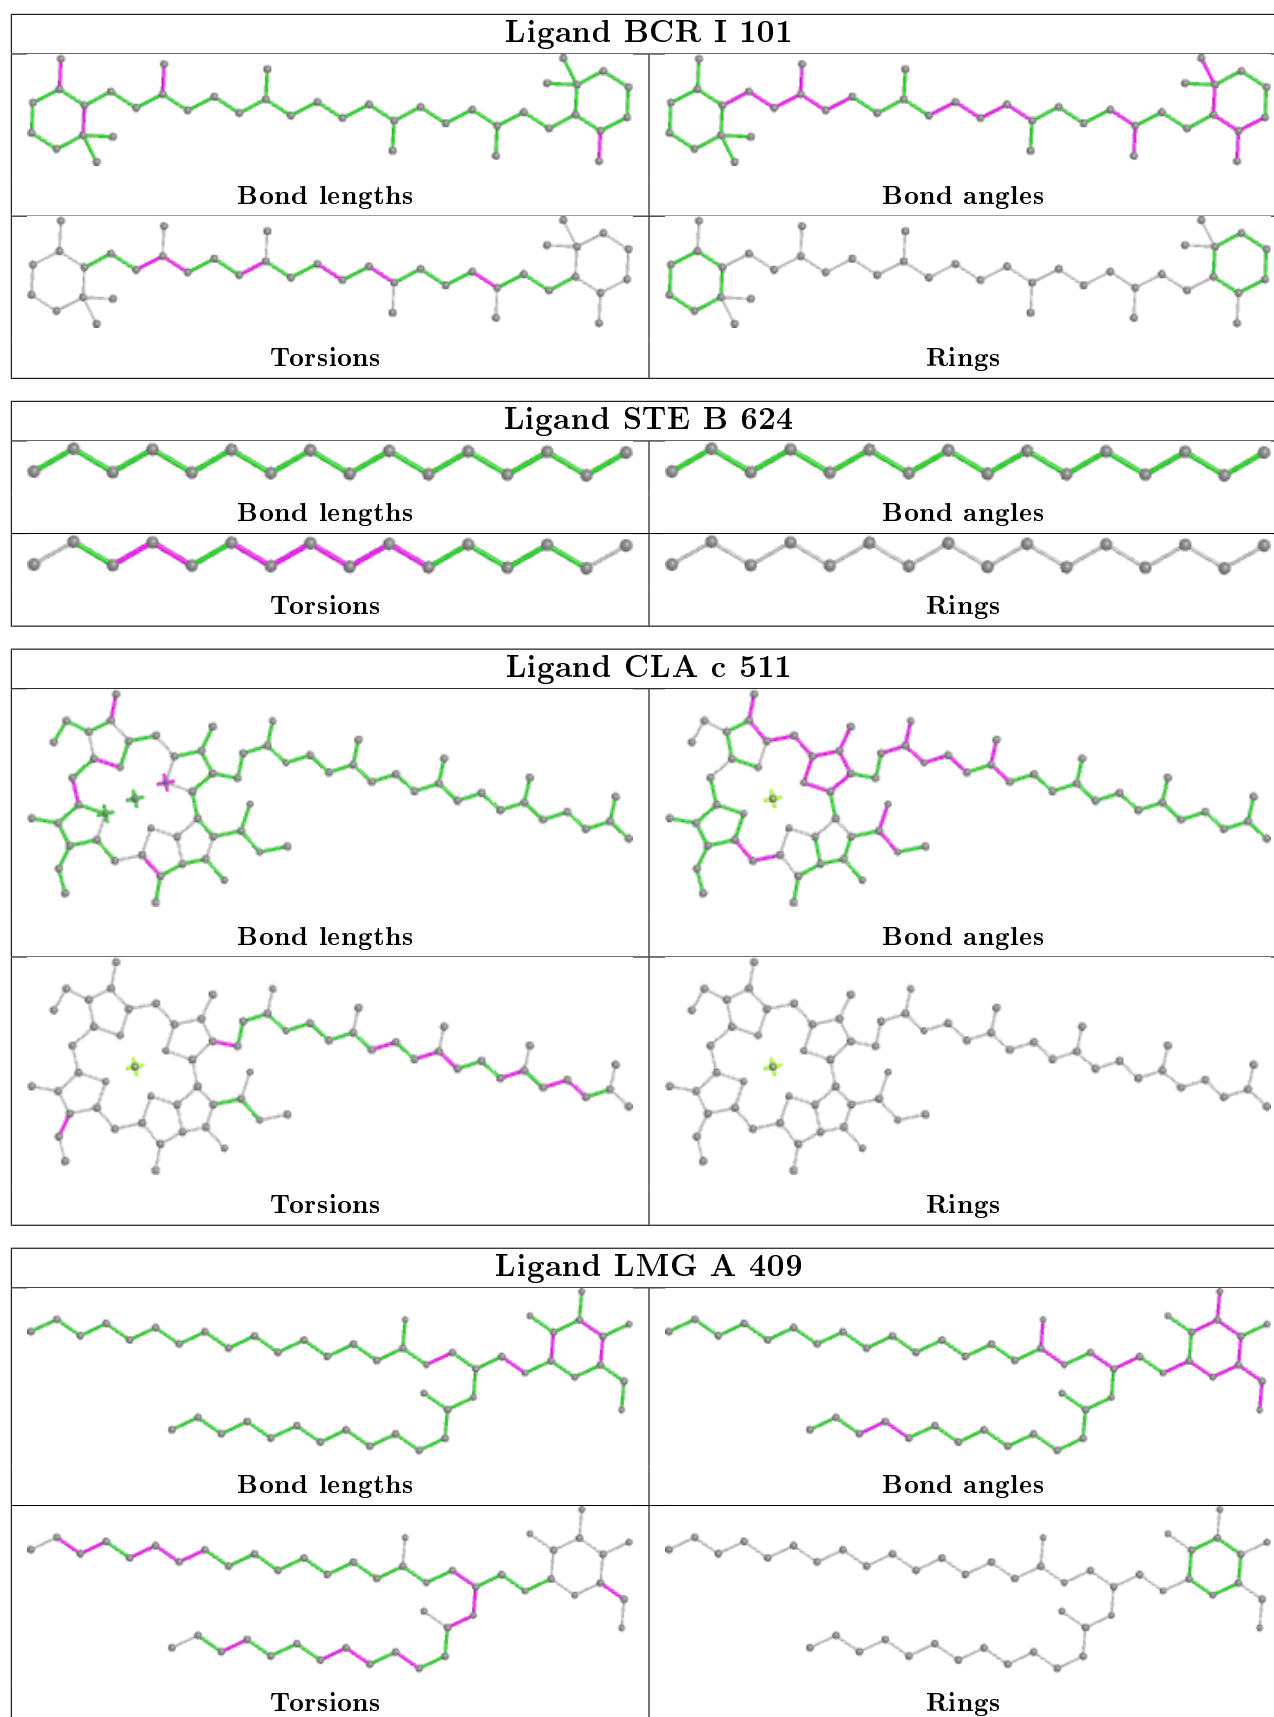 Ligand BCR I 101
Bond lengths
Bond angles
Torsions
Rings
Ligand STE B 624
Bond lengths
Bond angles
Torsions
Rings
Ligand CLA c 511
Bond lengths
Bond angles
Torsions
Rings
Ligand LMG A 409
Bond lengths
Bond angles
Torsions
Rings